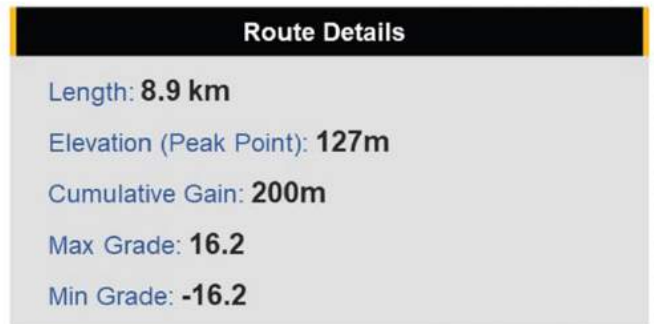 Route Details
Length: 8.9 km
Elevation (Peak Point): 127m
Cumulative Gain: 200m
Max Grade: 16.2
Min Grade: -16.2